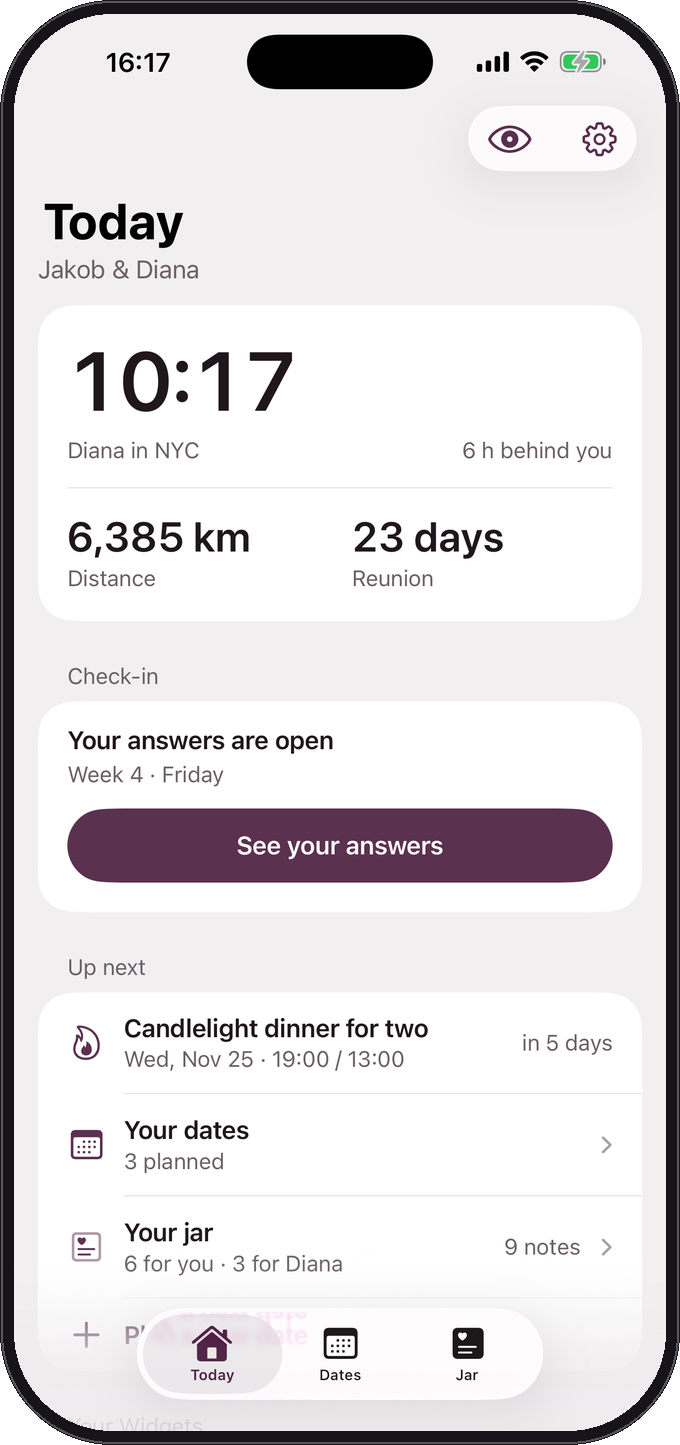 16:17
Today
Jakob & Diana
10:17
Diana in NYC
6 h behind you
6,385 km
23 days
Distance
Reunion
Check-in
Your answers are open
Week 4 · Friday
See your answers
Up next
Candlelight dinner for two
Wed, Nov 25 · 19:00 / 13:00
in 5 days
Your dates
3 planned
Your jar
6 for you · 3 for Diana
9 notes
date
Your Widgets
Today
Dates
Jar